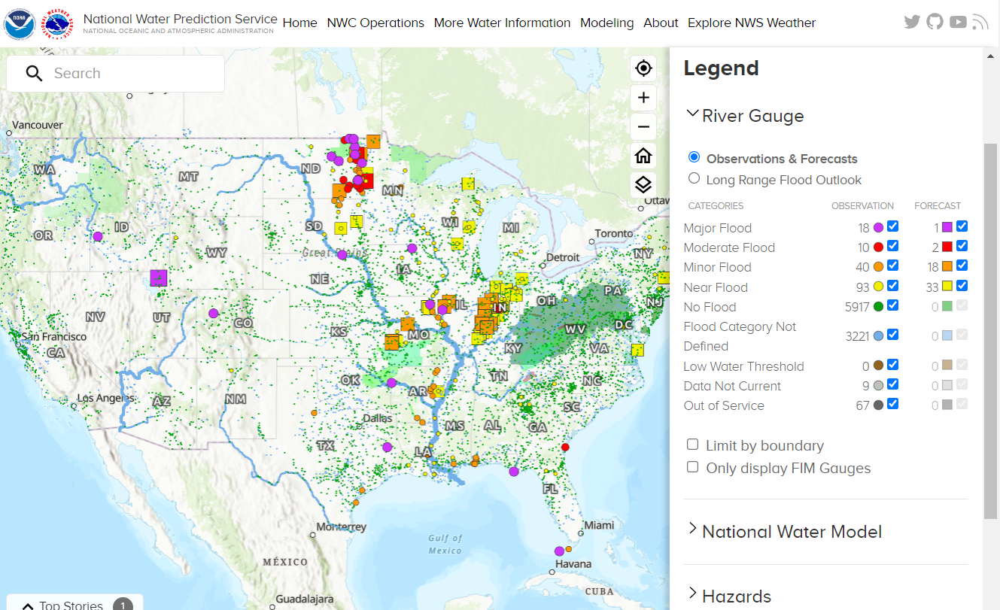 NOAA
NATIONAL WEATHER SERVICE
National Water Prediction Service
NATIONAL OCEANIC AND ATMOSPHERIC ADMINISTRATION
Home NWC Operations More Water Information Modeling About Explore NWS Weather
Search
Vancouver
WA
MT
ND
MN
OR
ID
SD
WI
MI
Ottaw
Toronto
WY
Great Plains
Detroit
NY
IA
NE
PA
OH
IL
IN
NJ
NV
UT
CO
KS
MO
WV
DC
San Francisco
CA
KY
VA
OK
TN
NC
Los Angeles
AZ
NM
AR
SC
Dallas
MS
AL
GA
TX
LA
FL
Monterrey
Miami
Gulf of
Mexico
Havana
MÉXICO
CUBA
Guadalajara
Top Stories 1
Legend
River Gauge
Observations & Forecasts
Long Range Flood Outlook
CATEGORIES OBSERVATION FORECAST
Major Flood 18 1
Moderate Flood 10 2
Minor Flood 40 18
Near Flood 93 33
No Flood 5917 0
Flood Category Not
Defined 3221 0
Low Water Threshold 0 0
Data Not Current 9 0
Out of Service 67 0
Limit by boundary
Only display FIM Gauges
National Water Model
Hazards